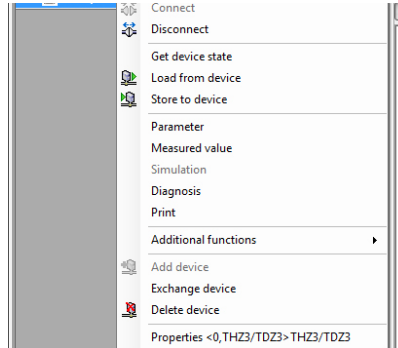 Connect
Disconnect
Get device state
Load from device
Store to device
Parameter
Measured value
Simulation
Diagnosis
Print
Additional functions
Add device
Exchange device
Delete device
Properties <0,THZ3/TDZ3>THZ3/TDZ3